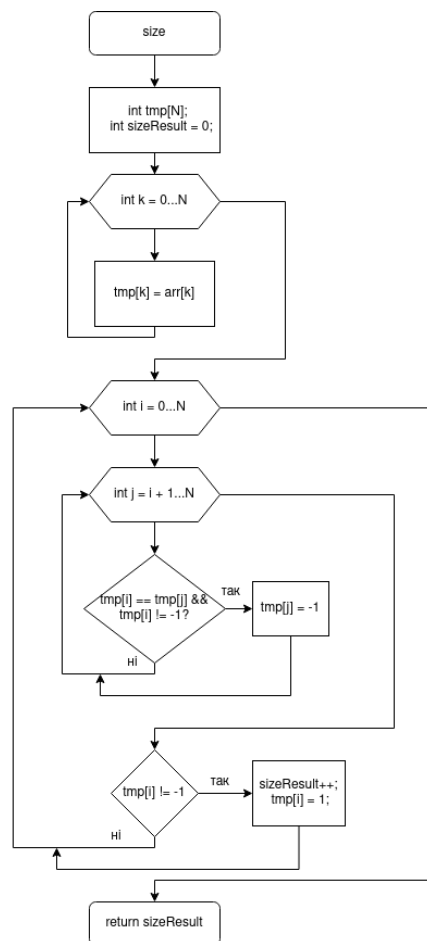 size
int tmp[N];
int sizeResult = 0;
int k = 0...N
tmp[k] = arr[k]
int i = 0...N
int j = i + 1...N
tmp[i] == tmp[j] &&
tmp[i] != -1?
так
tmp[j] = -1
ні
tmp[i] != -1
так
sizeResult++;
tmp[i] = 1;
ні
return sizeResult